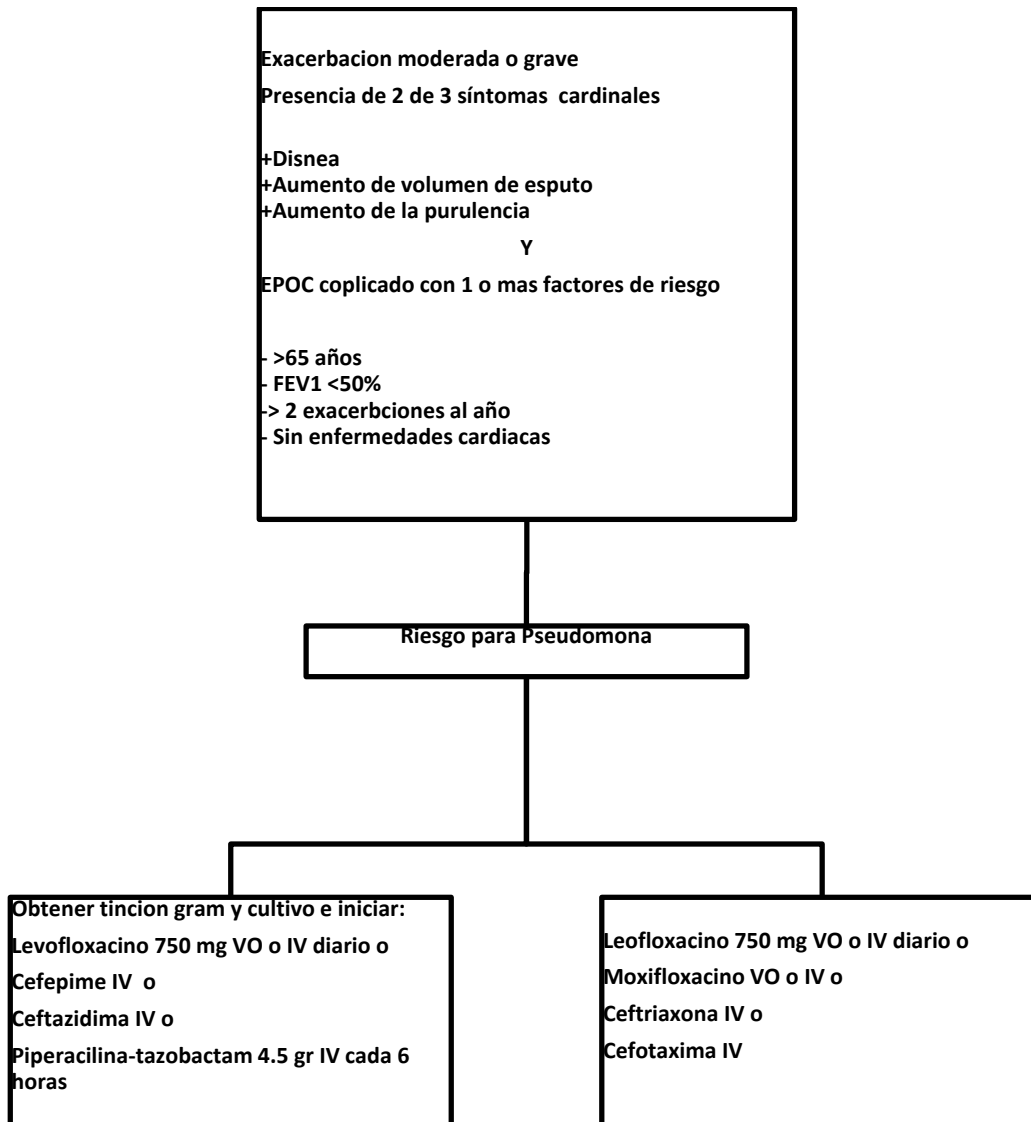 Exacerbacion moderada o grave
Presencia de 2 de 3 síntomas cardinales
+Disnea
+Aumento de volumen de esputo
+Aumento de la purulencia
Y
EPOC coplicado con 1 o mas factores de riesgo
- >65 años
- FEV1 <50%
-> 2 exacerbciones al año
- Sin enfermedades cardiacas
Riesgo para Pseudomona
Obtener tincion gram y cultivo e iniciar:
Levofloxacino 750 mg VO o IV diario o
Cefepime IV o
Ceftazidima IV o
Piperacilina-tazobactam 4.5 gr IV cada 6
horas
Leofloxacino 750 mg VO o IV diario o
Moxifloxacino VO o IV o
Ceftriaxona IV o
Cefotaxima IV